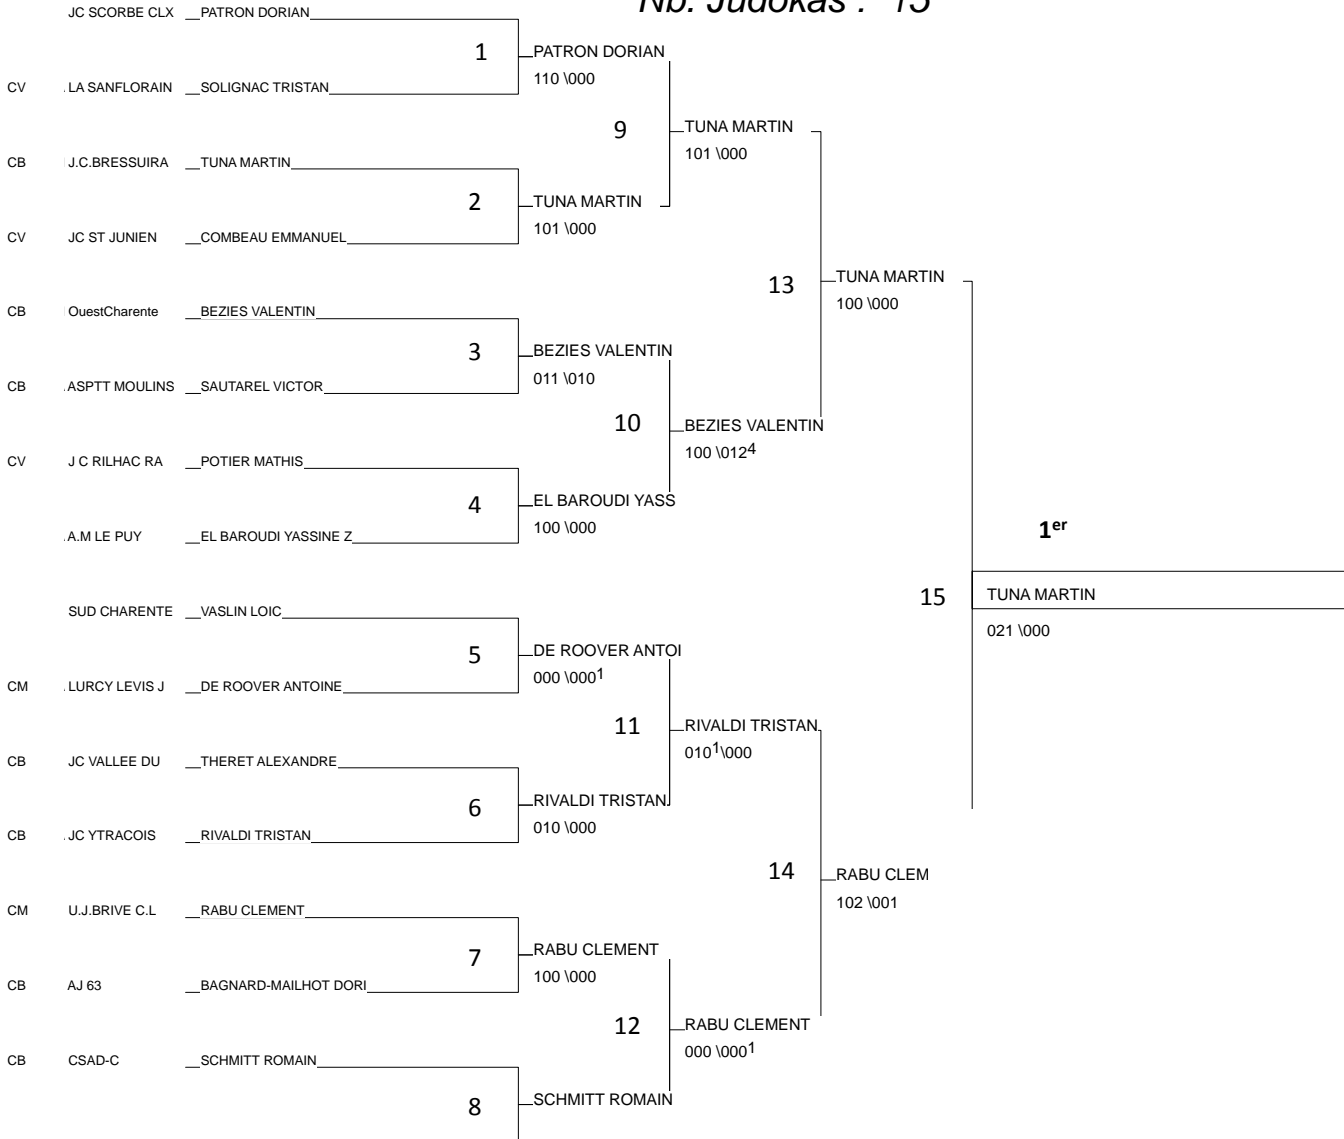 Nb. Judokas : 15
JC SCORBE CLX PATRON DORIAN
1
PATRON DORIAN
110 \000
CV LA SANFLORAIN SOLIGNAC TRISTAN
9
TUNA MARTIN
101 \000
CB J.C.BRESSUIRA TUNA MARTIN
2
TUNA MARTIN
101 \000
CV JC ST JUNIEN COMBEAU EMMANUEL
13
TUNA MARTIN
100 \000
CB OuestCharente BEZIES VALENTIN
3
BEZIES VALENTIN
011 \010
CB ASPTT MOULINS SAUTAREL VICTOR
10
BEZIES VALENTIN
100 \012⁴
CV J C RILHAC RA POTIER MATHIS
4
EL BAROUDI YASS
100 \000
A.M LE PUY EL BAROUDI YASSINE Z
1er
15
TUNA MARTIN
021 \000
SUD CHARENTE VASLIN LOIC
5
DE ROOVER ANTOI
000 \000¹
CM LURCY LEVIS J DE ROOVER ANTOINE
11
RIVALDI TRISTAN
010¹\000
CB JC VALLEE DU THERET ALEXANDRE
6
RIVALDI TRISTAN
010 \000
CB JC YTRACOIS RIVALDI TRISTAN
14
RABU CLEM
102 \001
CM U.J.BRIVE C.L RABU CLEMENT
7
RABU CLEMENT
100 \000
CB AJ 63 BAGNARD-MAILHOT DORI
12
RABU CLEMENT
000 \000¹
CB CSAD-C SCHMITT ROMAIN
8
SCHMITT ROMAIN